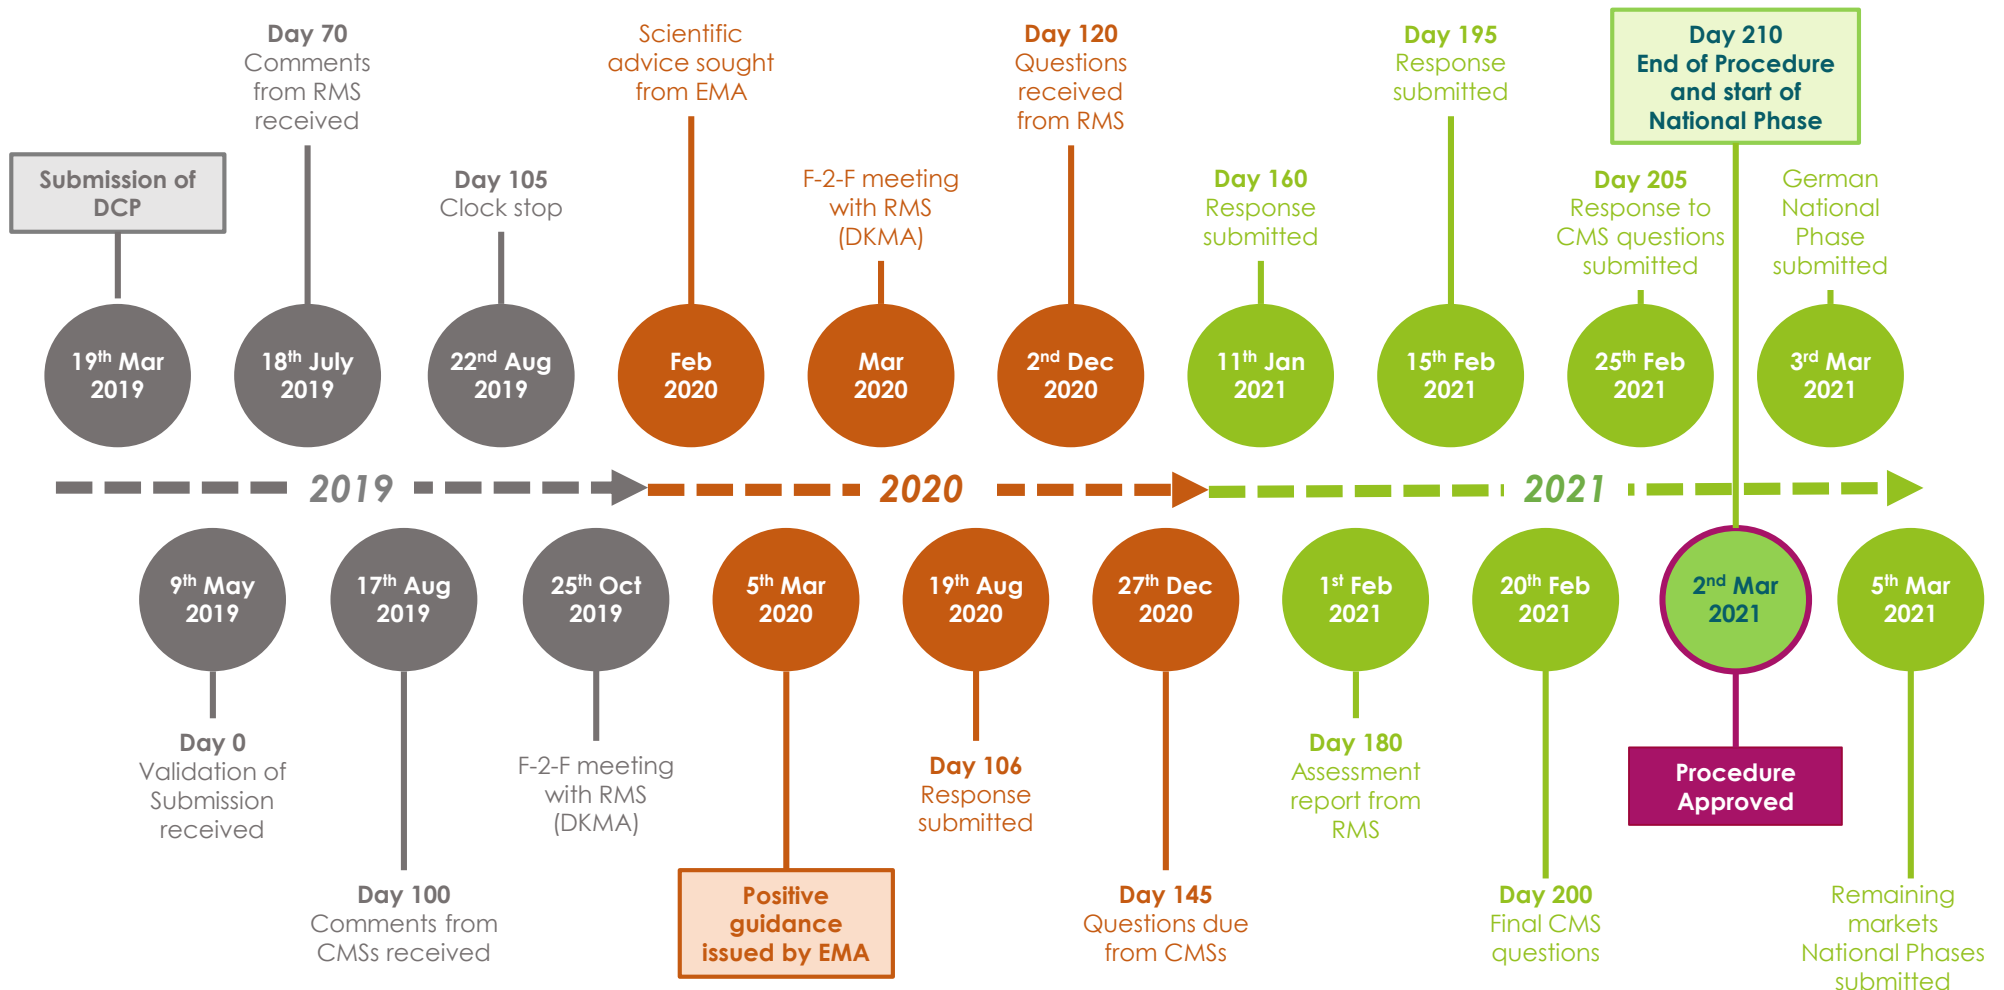 Day 70
Comments
from RMS
received
Scientific
advice sought
from EMA
Day 120
Questions
received
from RMS
Day 195
Response
submitted
Day 210
End of Procedure
and start of
National Phase
Submission of
DCP
Day 105
Clock stop
F-2-F meeting
with RMS
(DKMA)
Day 160
Response
submitted
Day 205
Response to
CMS questions
submitted
German
National
Phase
submitted
19th Mar
2019
18th July
2019
22nd Aug
2019
Feb
2020
Mar
2020
2nd Dec
2020
11th Jan
2021
15th Feb
2021
25th Feb
2021
3rd Mar
2021
2019
2020
2021
9th May
2019
17th Aug
2019
25th Oct
2019
5th Mar
2020
19th Aug
2020
27th Dec
2020
1st Feb
2021
20th Feb
2021
2nd Mar
2021
5th Mar
2021
Day 0
Validation of
Submission
received
F-2-F meeting
with RMS
(DKMA)
Day 106
Response
submitted
Day 180
Assessment
report from
RMS
Procedure
Approved
Day 100
Comments from
CMSs received
Positive
guidance
issued by EMA
Day 145
Questions due
from CMSs
Day 200
Final CMS
questions
Remaining
markets
National Phases
submitted